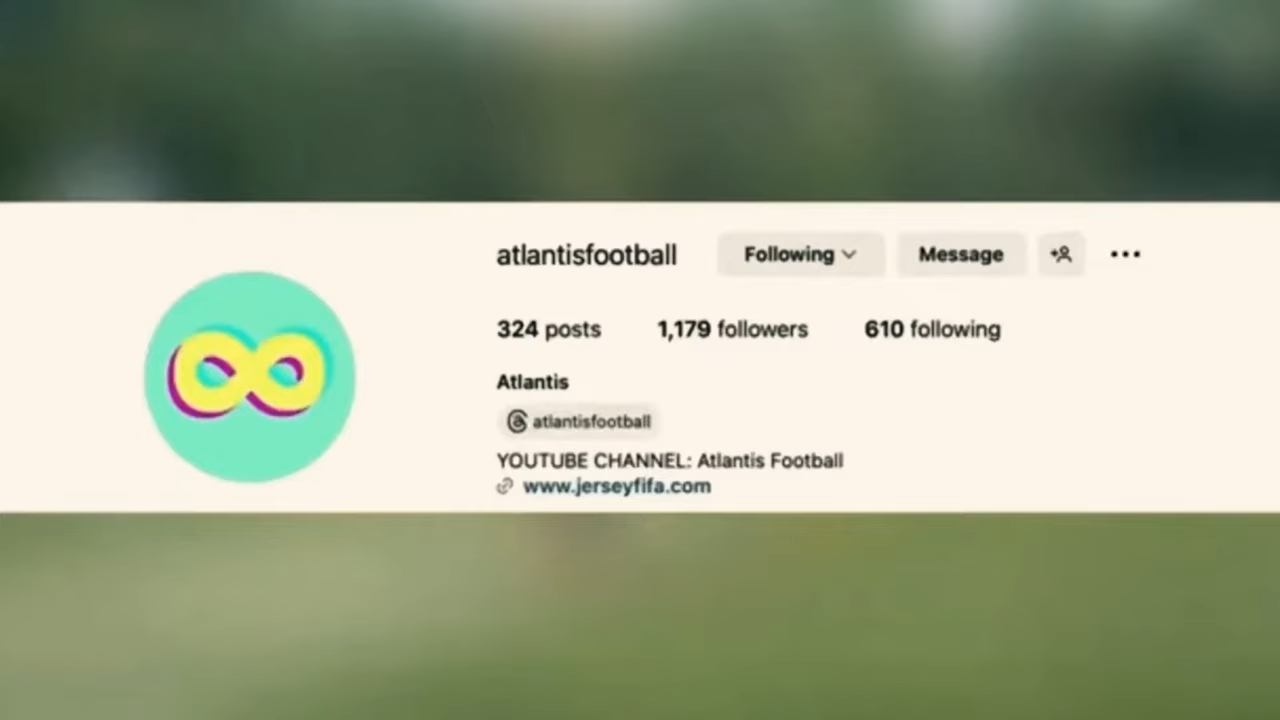 atlantisfootball Following Message
324 posts 1,179 followers 610 following
Atlantis
atlantisfootball
YOUTUBE CHANNEL: Atlantis Football
www.jerseyfifa.com